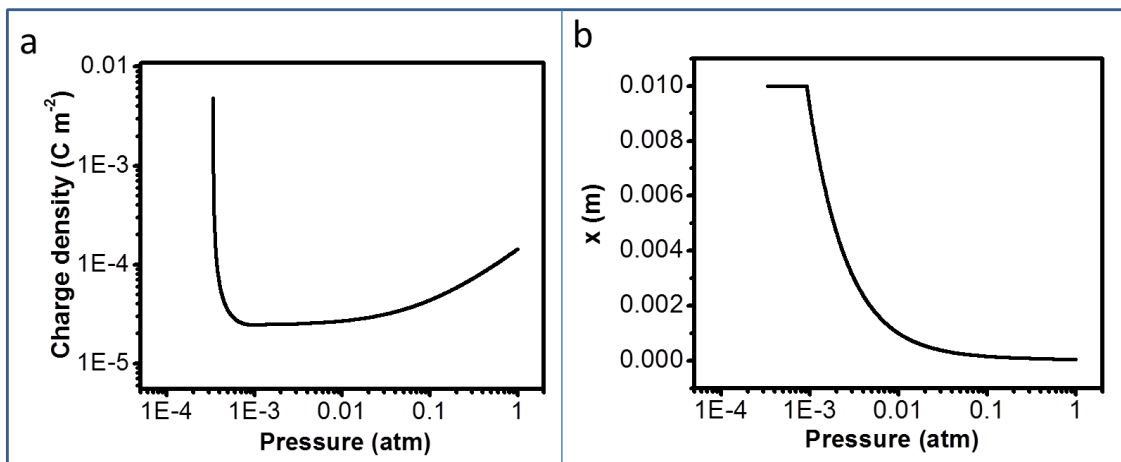 a
Charge density (C m⁻²)
0.01
1E-3
1E-4
1E-5
1E-4 1E-3 0.01 0.1 1
Pressure (atm)
b
x (m)
0.010
0.008
0.006
0.004
0.002
0.000
1E-4 1E-3 0.01 0.1 1
Pressure (atm)